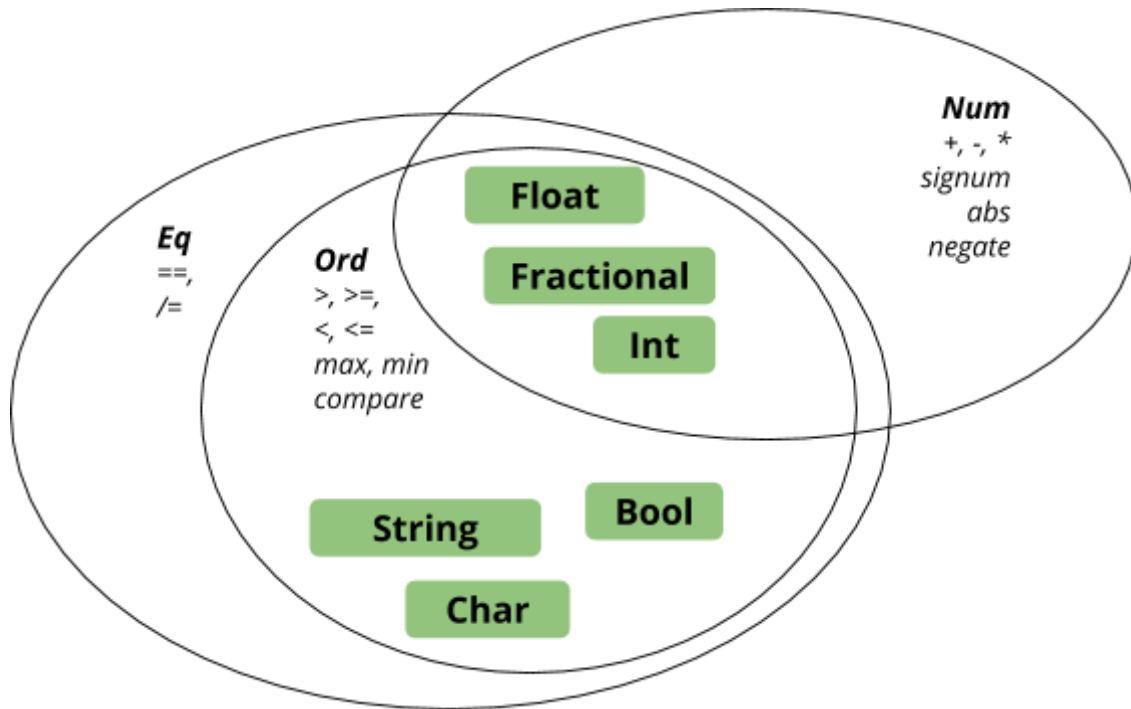 Num
+, -, *
signum
abs
negate
Eq
==,
/=
Ord
>, >=,
<, <=
max, min
compare
Float
Fractional
Int
String
Bool
Char